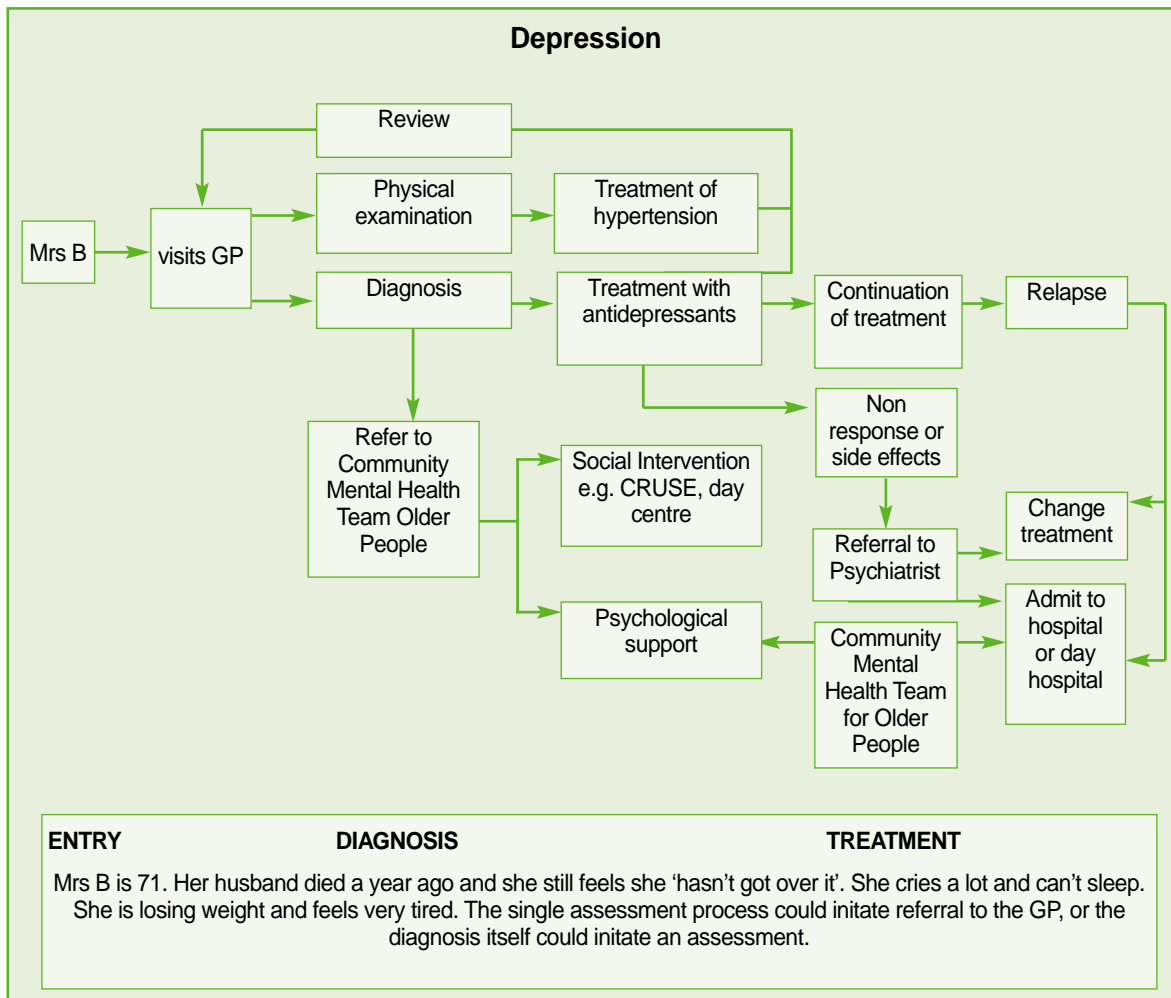 Depression
Review
Physical
examination
Treatment of
hypertension
Mrs B
visits GP
Diagnosis
Treatment with
antidepressants
Continuation
of treatment
Relapse
Non
response or
side effects
Refer to
Community
Mental Health
Team Older
People
Social Intervention
e.g. CRUSE, day
centre
Change
treatment
Referral to
Psychiatrist
Psychological
support
Community
Mental
Health Team
for Older
People
Admit to
hospital
or day
hospital
ENTRY DIAGNOSIS TREATMENT
Mrs B is 71. Her husband died a year ago and she still feels she ‘hasn’t got over it’. She cries a lot and can’t sleep.
She is losing weight and feels very tired. The single assessment process could initate referral to the GP, or the
diagnosis itself could initate an assessment.